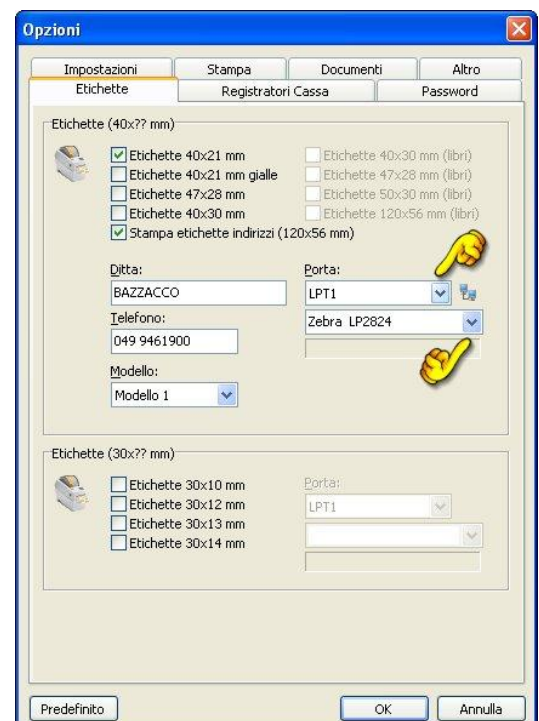 Opzioni
Impostazioni Stampa Documenti Altro
Etichette Registratori Cassa Password
Etichette (40x?? mm)
Etichette 40x21 mm Etichette 40x30 mm (libri)
Etichette 40x21 mm gialle Etichette 47x28 mm (libri)
Etichette 47x28 mm Etichette 50x30 mm (libri)
Etichette 40x30 mm Etichette 120x56 mm (libri)
Stampa etichette indirizzi (120x56 mm)
Ditta: Porta:
BAZZACCO LPT1
Telefono: Zebra LP2824
049 9461900
Modello:
Modello 1
Etichette (30x?? mm)
Etichette 30x10 mm Porta:
Etichette 30x12 mm LPT1
Etichette 30x13 mm
Etichette 30x14 mm
Predefinito OK Annulla